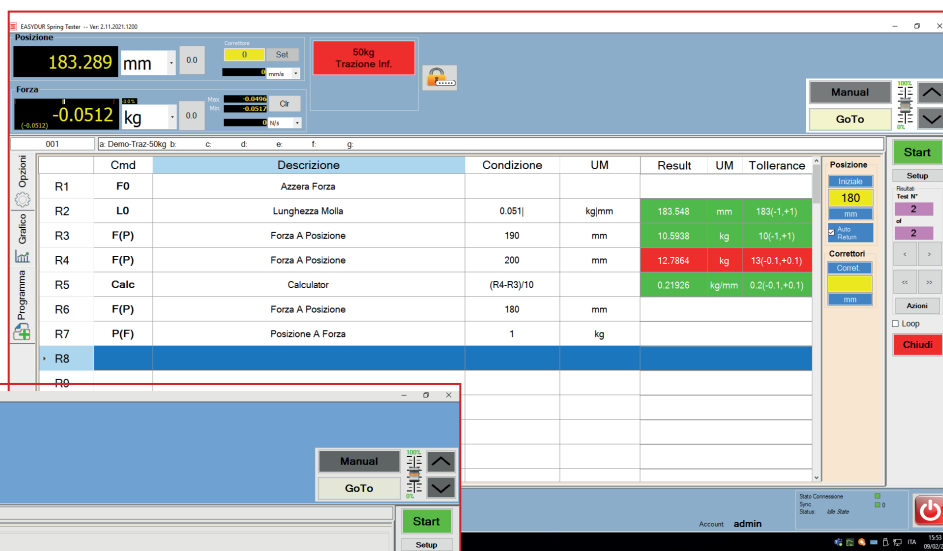 EASYDUR Spring Tester -- Ver: 2.11.2021.1200
Posizione
183.289 mm
0.0
Correttore
0 Set
0 mm/s
50kg
Trazione Inf.
Forza
-0.0512 kg
(-0.0512)
0.0
Max -0.0496
Min -0.0517
Clr
0 N/s
Manual
GoTo
100%
0%
001 a: Demo-Traz-50kg b: c: d: e: f: g:
Opzioni
Grafico
Programma
Cmd Descrizione Condizione UM Result UM Tollerance
R1 F0 Azzera Forza
R2 L0 Lunghezza Molla 0.051| kg|mm 183.548 mm 183(-1,+1)
R3 F(P) Forza A Posizione 190 mm 10.5938 kg 10(-1,+1)
R4 F(P) Forza A Posizione 200 mm 12.7864 kg 13(-0.1,+0.1)
R5 Calc Calculator (R4-R3)/10 0.21926 kg/mm 0.2(-0.1,+0.1)
R6 F(P) Forza A Posizione 180 mm
R7 P(F) Posizione A Forza 1 kg
R8
R9
Posizione
Iniziale
180
mm
Auto
Return
Correttori
Corret.
mm
Start
Setup
Risultati
Test N°
2
of
2
< >
<< >>
Azioni
Loop
Chiudi
Manual
GoTo
100%
0%
Start
Setup
Stato Connessione
Sync 0
Status: Idle State
Account admin
ITA
15:53